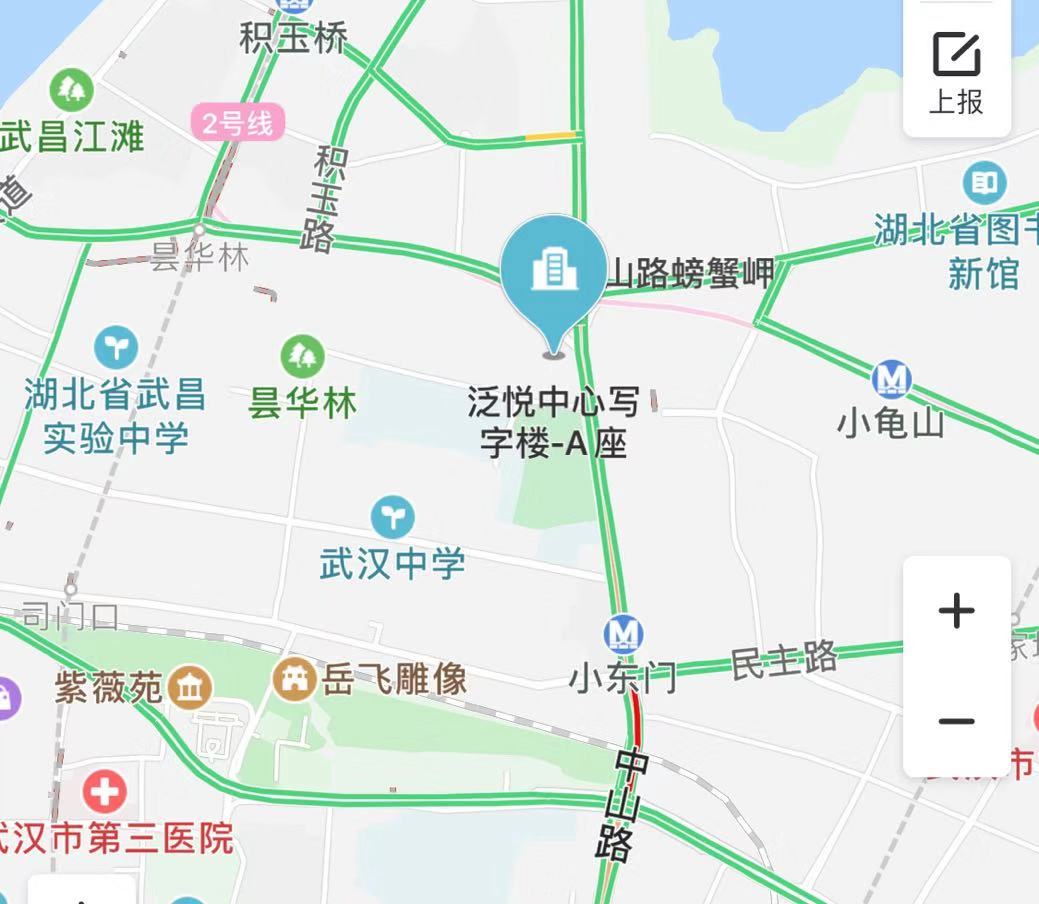 积玉桥
上报
2号线
武昌江滩
道
积玉路
湖北省图书
新馆
昙华林
山路螃蟹岬
湖北省武昌
实验中学
昙华林
泛悦中心写
字楼-A座
小龟山
武汉中学
司门口
小东门
民主路
家
紫薇苑
岳飞雕像
中山路
武汉市第三医院
市